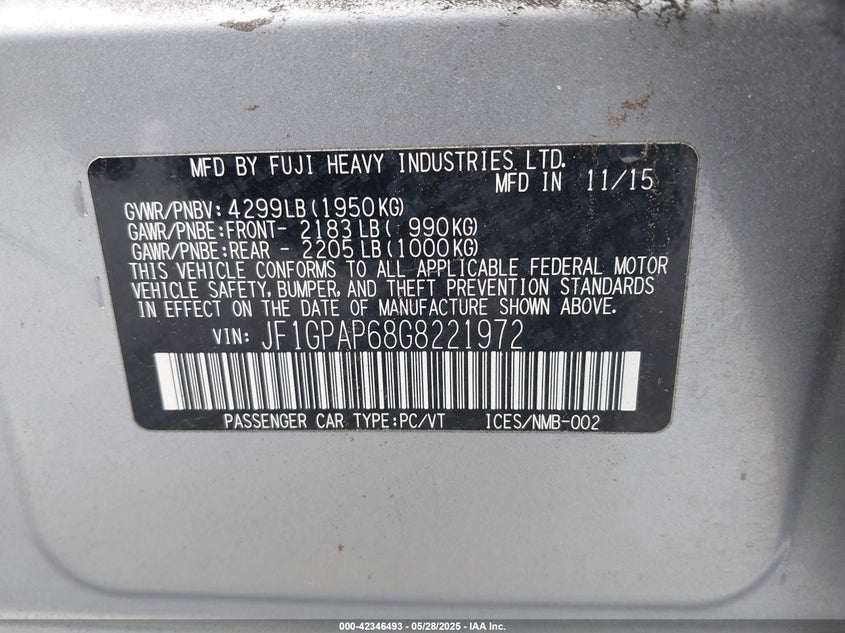 MFD BY FUJI HEAVY INDUSTRIES LTD.
MFD IN 11/15
GVWR/PNBV: 4299LB(1950KG)
GAWR/PNBE:FRONT- 2183LB( 990KG)
GAWR/PNBE:REAR - 2205LB(1000KG)
THIS VEHICLE CONFORMS TO ALL APPLICABLE FEDERAL MOTOR
VEHICLE SAFETY, BUMPER, AND THEFT PREVENTION STANDARDS
IN EFFECT ON THE DATE OF MANUFACTURE SHOWN ABOVE.
VIN: JF1GPAP68G8221972
PASSENGER CAR TYPE:PC/VT ICES/NMB-002
000-42346493 - 05/28/2025 - IAA Inc.